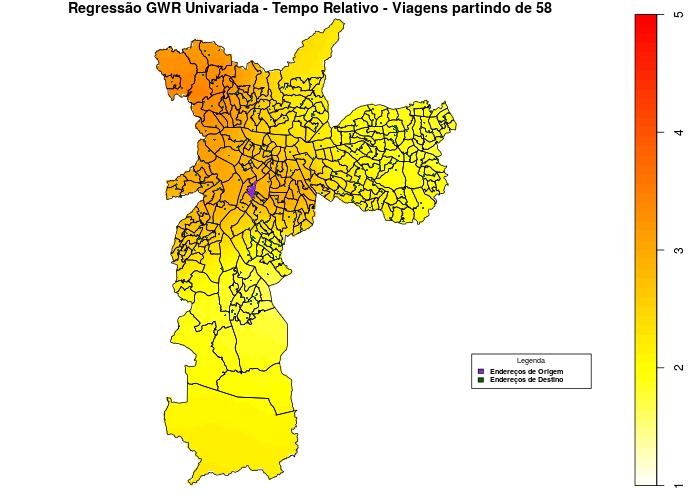 Regressão GWR Univariada - Tempo Relativo - Viagens partindo de 58
5
4
3
2
1
Legenda
Endereços de Origem
Endereços de Destino